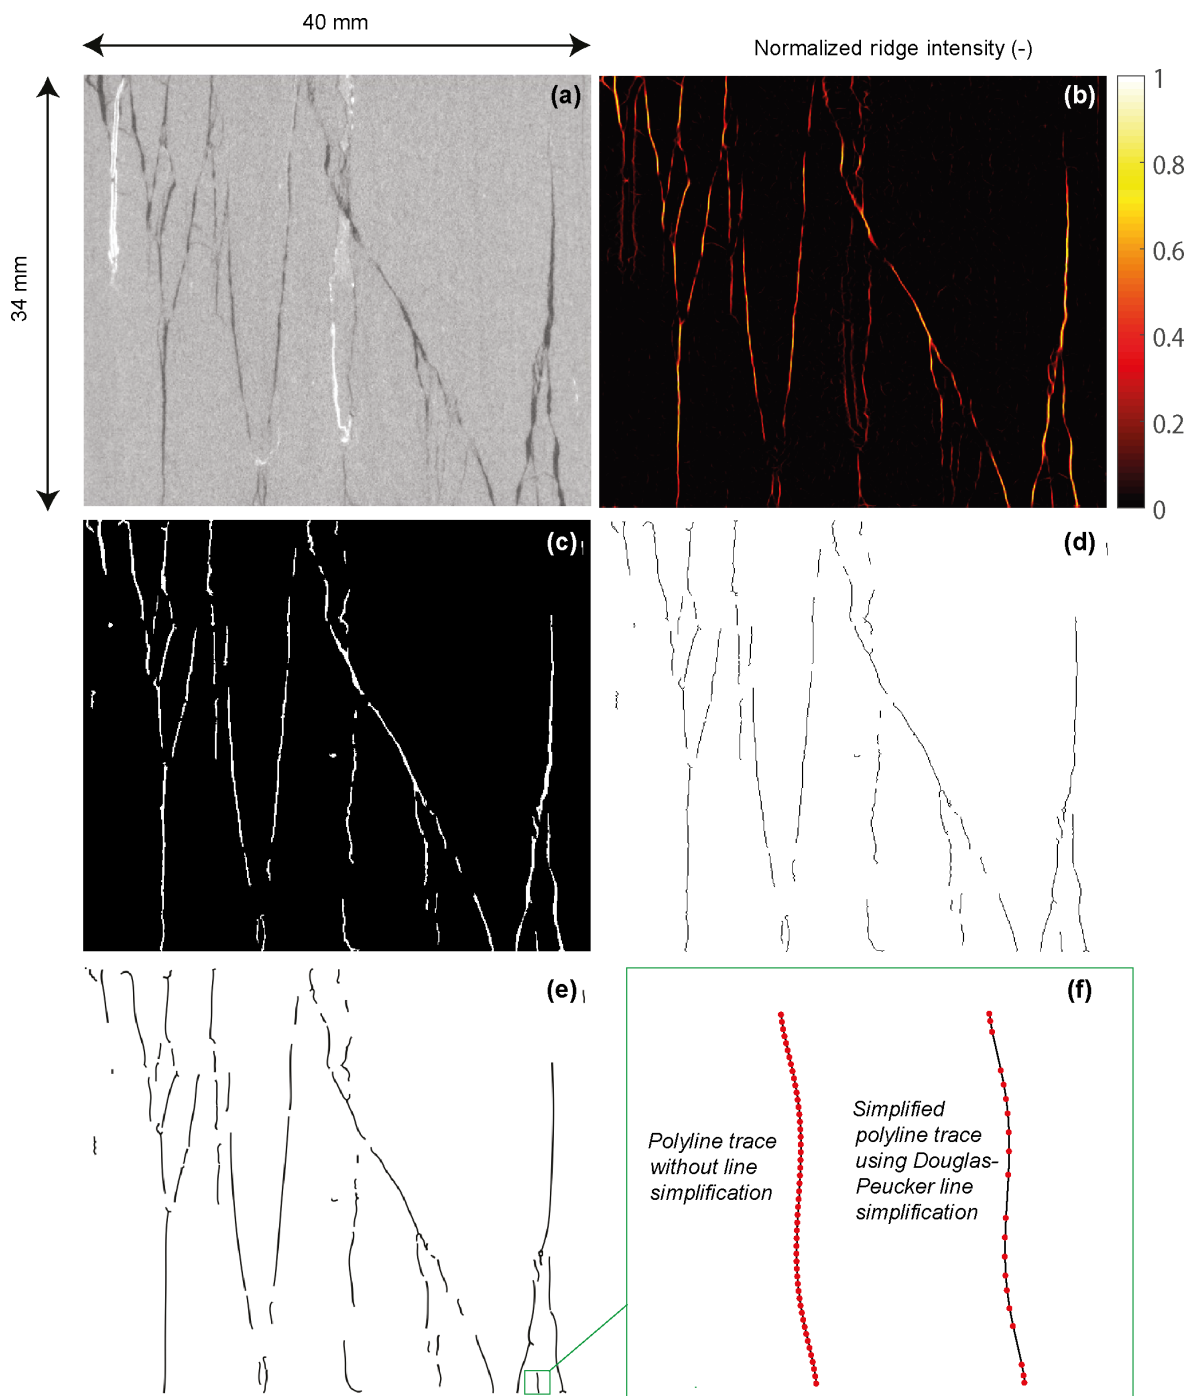 40 mm
Normalized ridge intensity (-)
34 mm
(a)
(b)
1
0.8
0.6
0.4
0.2
0
(c)
(d)
(e)
(f)
Polyline trace
without line
simplification
Simplified
polyline trace
using Douglas-
Peucker line
simplification